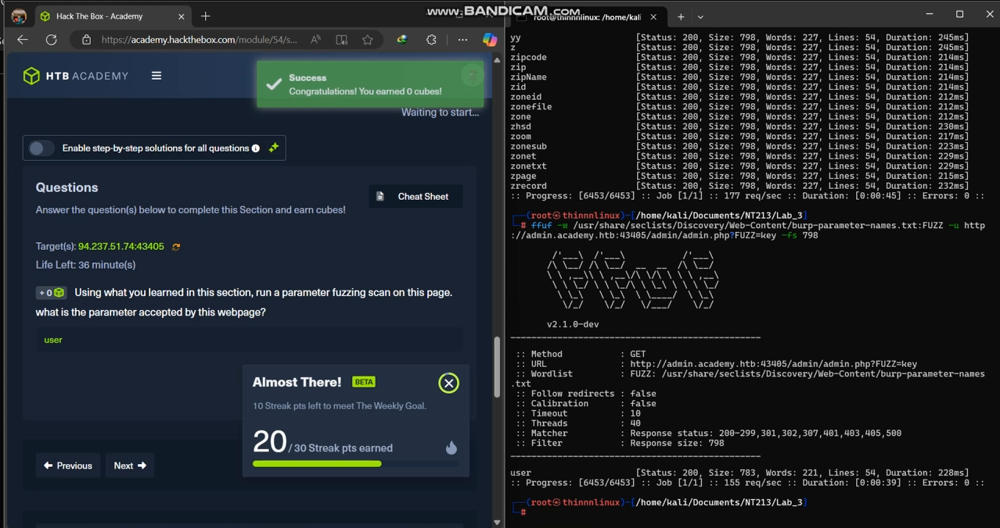 www.BANDICAM.com
Hack The Box - Academy
https://academy.hackthebox.com/module/54/s...
HTB ACADEMY
Success
Congratulations! You earned 0 cubes!
Waiting to start...
Enable step-by-step solutions for all questions
Questions
Cheat Sheet
Answer the question(s) below to complete this Section and earn cubes!
Target(s): 94.237.51.74:43405
Life Left: 36 minute(s)
+ 0 Using what you learned in this section, run a parameter fuzzing scan on this page.
what is the parameter accepted by this webpage?
user
Almost There! BETA
10 Streak pts left to meet The Weekly Goal.
20 / 30 Streak pts earned
Previous
Next
root@thinnnlinux: /home/kali
yy [Status: 200, Size: 798, Words: 227, Lines: 54, Duration: 245ms]
z [Status: 200, Size: 798, Words: 227, Lines: 54, Duration: 245ms]
zipcode [Status: 200, Size: 798, Words: 227, Lines: 54, Duration: 214ms]
zip [Status: 200, Size: 798, Words: 227, Lines: 54, Duration: 214ms]
zipName [Status: 200, Size: 798, Words: 227, Lines: 54, Duration: 214ms]
zid [Status: 200, Size: 798, Words: 227, Lines: 54, Duration: 214ms]
zoneid [Status: 200, Size: 798, Words: 227, Lines: 54, Duration: 212ms]
zonefile [Status: 200, Size: 798, Words: 227, Lines: 54, Duration: 212ms]
zone [Status: 200, Size: 798, Words: 227, Lines: 54, Duration: 212ms]
zhsd [Status: 200, Size: 798, Words: 227, Lines: 54, Duration: 230ms]
zoom [Status: 200, Size: 798, Words: 227, Lines: 54, Duration: 217ms]
zonesub [Status: 200, Size: 798, Words: 227, Lines: 54, Duration: 223ms]
zonet [Status: 200, Size: 798, Words: 227, Lines: 54, Duration: 229ms]
zonetxt [Status: 200, Size: 798, Words: 227, Lines: 54, Duration: 229ms]
zpage [Status: 200, Size: 798, Words: 227, Lines: 54, Duration: 215ms]
zrecord [Status: 200, Size: 798, Words: 227, Lines: 54, Duration: 232ms]
:: Progress: [6453/6453] :: Job [1/1] :: 177 req/sec :: Duration: [0:00:45] :: Errors: 0 ::
(root㉿thinnnlinux)-[/home/kali/Documents/NT213/Lab_3]
# ffuf -w /usr/share/seclists/Discovery/Web-Content/burp-parameter-names.txt:FUZZ -u http
://admin.academy.htb:43405/admin/admin.php?FUZZ=key -fs 798
v2.1.0-dev
:: Method : GET
:: URL : http://admin.academy.htb:43405/admin/admin.php?FUZZ=key
:: Wordlist : FUZZ: /usr/share/seclists/Discovery/Web-Content/burp-parameter-names
.txt
:: Follow redirects : false
:: Calibration : false
:: Timeout : 10
:: Threads : 40
:: Matcher : Response status: 200-299,301,302,307,401,403,405,500
:: Filter : Response size: 798
user [Status: 200, Size: 783, Words: 221, Lines: 54, Duration: 228ms]
:: Progress: [6453/6453] :: Job [1/1] :: 155 req/sec :: Duration: [0:00:39] :: Errors: 0 ::
(root㉿thinnnlinux)-[/home/kali/Documents/NT213/Lab_3]
#